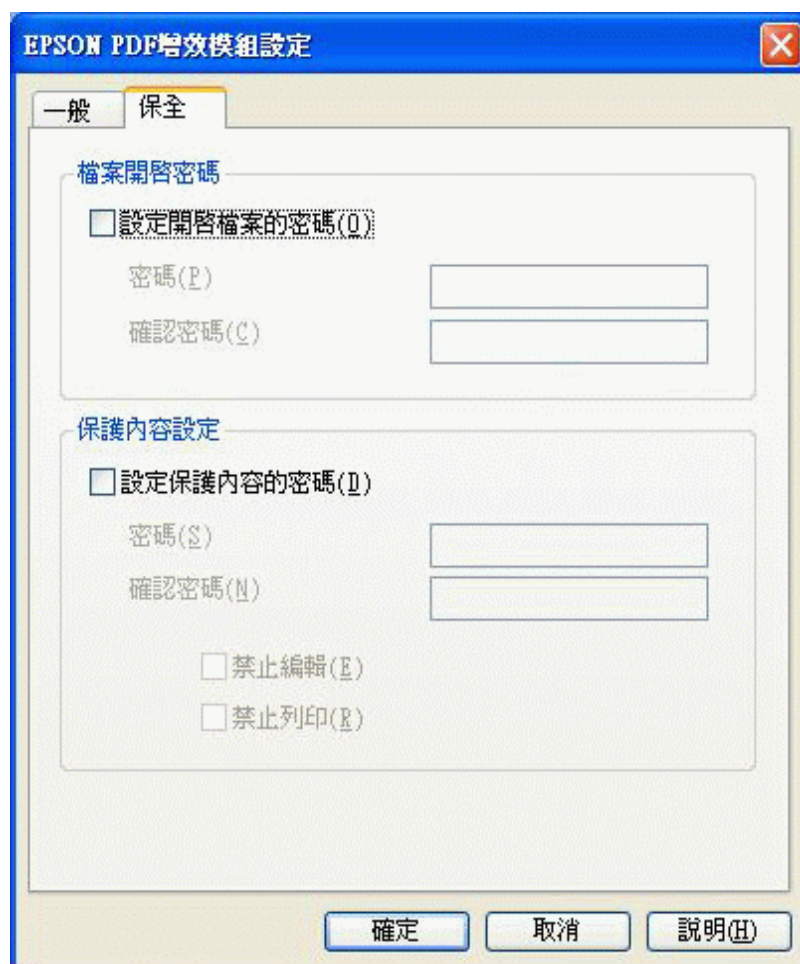 EPSON PDF增效模組設定
一般 保全
檔案開啓密碼
設定開啓檔案的密碼(O)
密碼(P)
確認密碼(C)
保護內容設定
設定保護內容的密碼(D)
密碼(S)
確認密碼(N)
禁止編輯(E)
禁止列印(R)
確定 取消 說明(H)